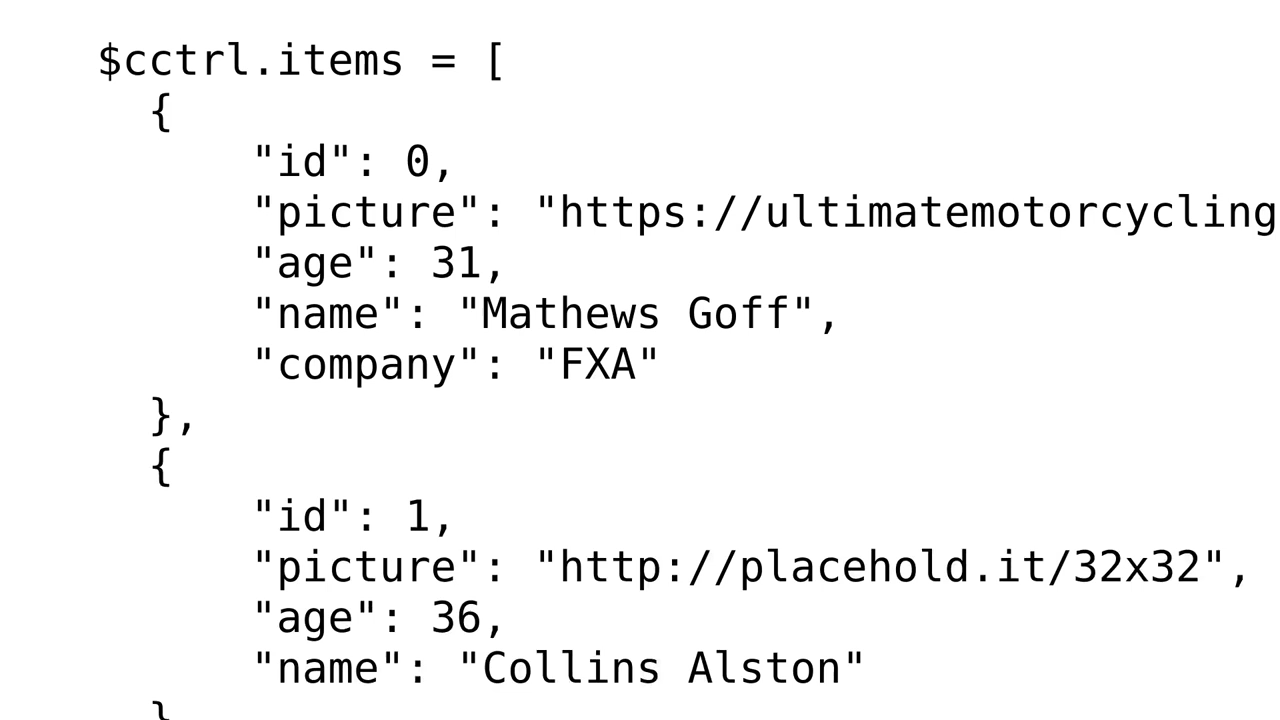 $cctrl.items = [
  {
      "id": 0,
      "picture": "https://ultimatemotorcycling
      "age": 31,
      "name": "Mathews Goff",
      "company": "FXA"
  },
  {
      "id": 1,
      "picture": "http://placehold.it/32x32",
      "age": 36,
      "name": "Collins Alston"
  }